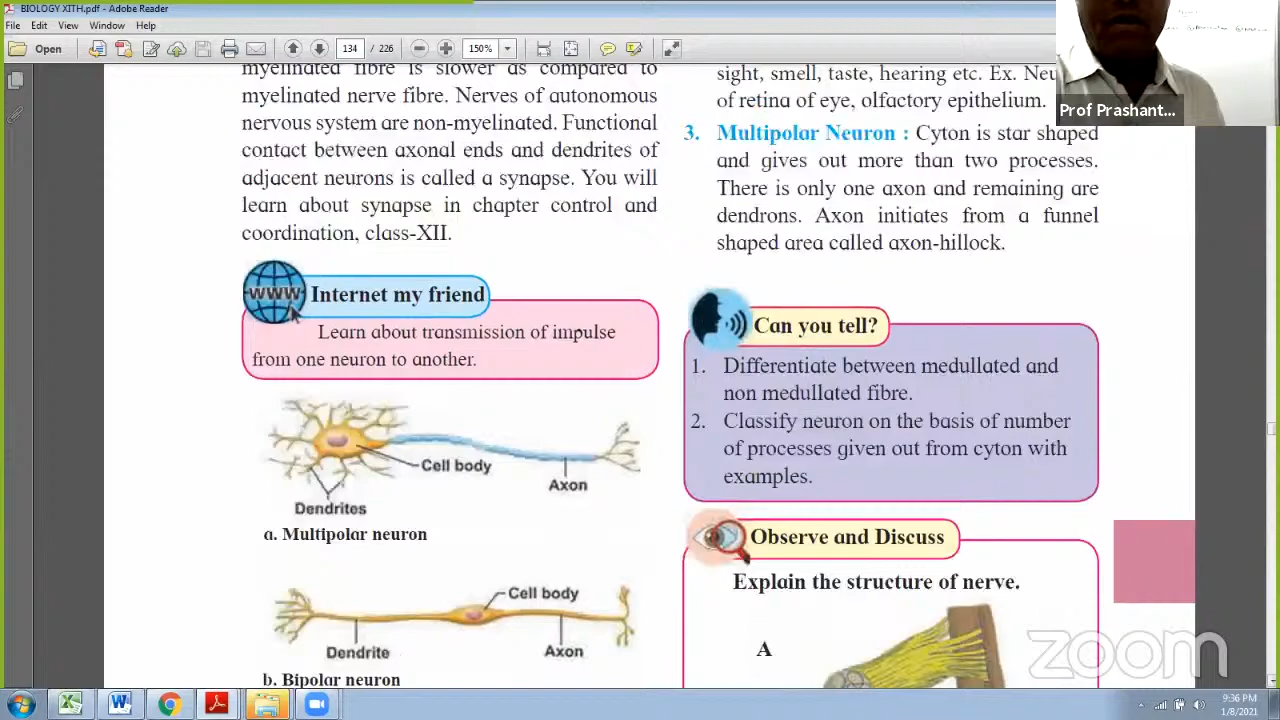 BIOLOGY XITH.pdf - Adobe Reader
File Edit View Window Help
Open 134 / 226 150%
myelinated fibre is slower as compared to
myelinated nerve fibre. Nerves of autonomous
nervous system are non-myelinated. Functional
contact between axonal ends and dendrites of
adjacent neurons is called a synapse. You will
learn about synapse in chapter control and
coordination, class-XII.
www Internet my friend
Learn about transmission of impulse
from one neuron to another.
Cell body
Axon
Dendrites
a. Multipolar neuron
Cell body
Dendrite
Axon
b. Bipolar neuron
sight, smell, taste, hearing etc. Ex.
of retina of eye, olfactory epithelium.
3. Multipolar Neuron : Cyton is star shaped
and gives out more than two processes.
There is only one axon and remaining are
dendrons. Axon initiates from a funnel
shaped area called axon-hillock.
Can you tell?
1. Differentiate between medullated and
non medullated fibre.
2. Classify neuron on the basis of number
of processes given out from cyton with
examples.
Observe and Discuss
Explain the structure of nerve.
A
Prof Prashant...
zoom
9:36 PM
1/8/2021